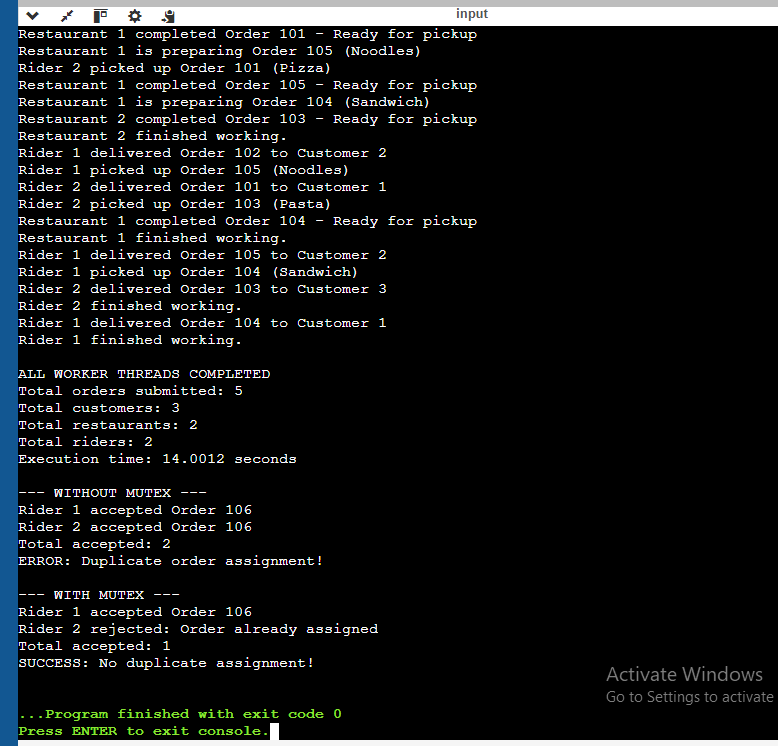 input
Restaurant 1 completed Order 101 - Ready for pickup
Restaurant 1 is preparing Order 105 (Noodles)
Rider 2 picked up Order 101 (Pizza)
Restaurant 1 completed Order 105 - Ready for pickup
Restaurant 1 is preparing Order 104 (Sandwich)
Restaurant 2 completed Order 103 - Ready for pickup
Restaurant 2 finished working.
Rider 1 delivered Order 102 to Customer 2
Rider 1 picked up Order 105 (Noodles)
Rider 2 delivered Order 101 to Customer 1
Rider 2 picked up Order 103 (Pasta)
Restaurant 1 completed Order 104 - Ready for pickup
Restaurant 1 finished working.
Rider 1 delivered Order 105 to Customer 2
Rider 1 picked up Order 104 (Sandwich)
Rider 2 delivered Order 103 to Customer 3
Rider 2 finished working.
Rider 1 delivered Order 104 to Customer 1
Rider 1 finished working.
ALL WORKER THREADS COMPLETED
Total orders submitted: 5
Total customers: 3
Total restaurants: 2
Total riders: 2
Execution time: 14.0012 seconds
--- WITHOUT MUTEX ---
Rider 1 accepted Order 106
Rider 2 accepted Order 106
Total accepted: 2
ERROR: Duplicate order assignment!
--- WITH MUTEX ---
Rider 1 accepted Order 106
Rider 2 rejected: Order already assigned
Total accepted: 1
SUCCESS: No duplicate assignment!
Activate Windows
Go to Settings to activate
...Program finished with exit code 0
Press ENTER to exit console.